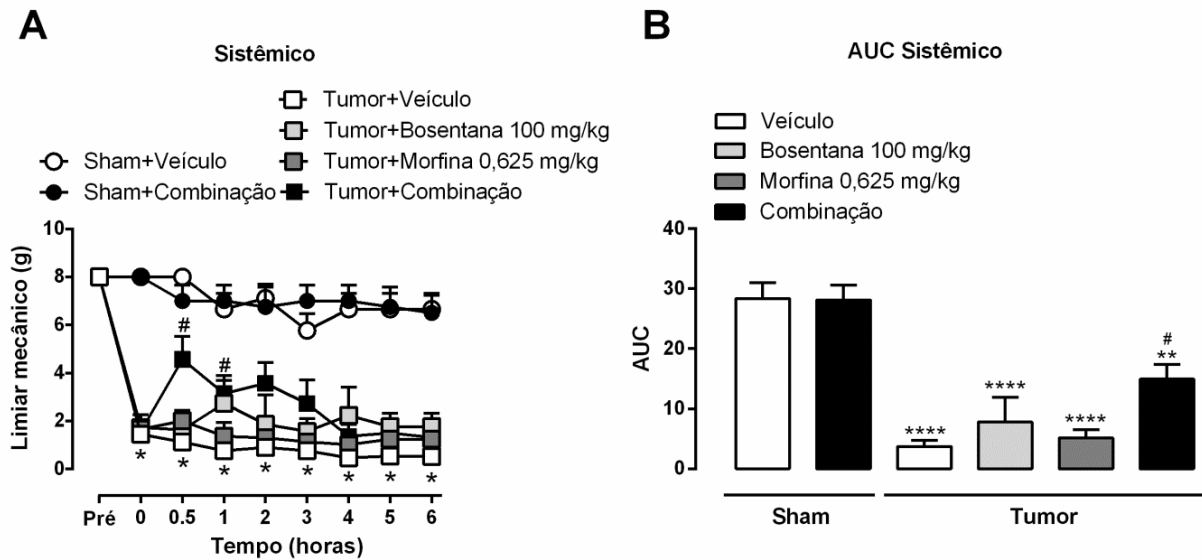 A
Sistêmico
Sham+Veículo
Sham+Combinação
Tumor+Veículo
Tumor+Bosentana 100 mg/kg
Tumor+Morfina 0,625 mg/kg
Tumor+Combinação
Limiar mecânico (g)
10
8
6
4
2
0
#
#
* * * * * * * *
Pré 0 0.5 1 2 3 4 5 6
Tempo (horas)
B
AUC Sistêmico
Veículo
Bosentana 100 mg/kg
Morfina 0,625 mg/kg
Combinação
AUC
40
30
20
10
0
****
****
****
#
**
Sham
Tumor